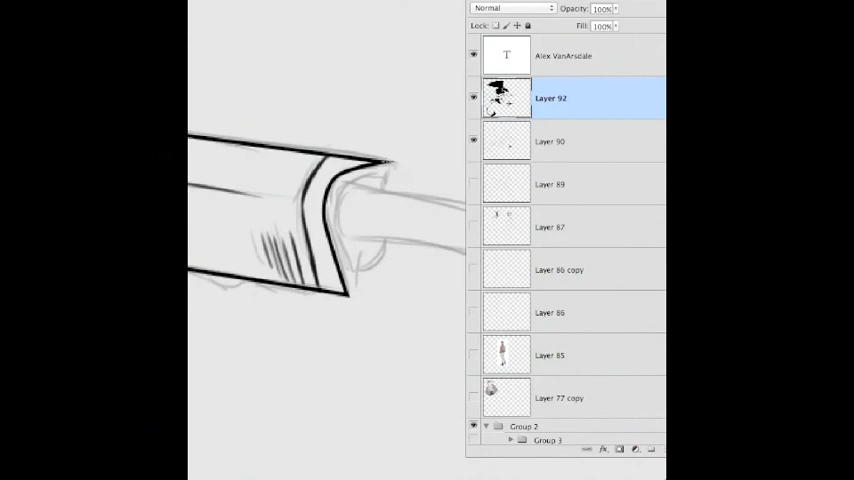 Normal Opacity: 100%
Lock: Fill: 100%
T Alex VanArsdale
Layer 92
Layer 90
Layer 89
Layer 87
Layer 86 copy
Layer 86
Layer 85
Layer 77 copy
Group 2
Group 3
fx